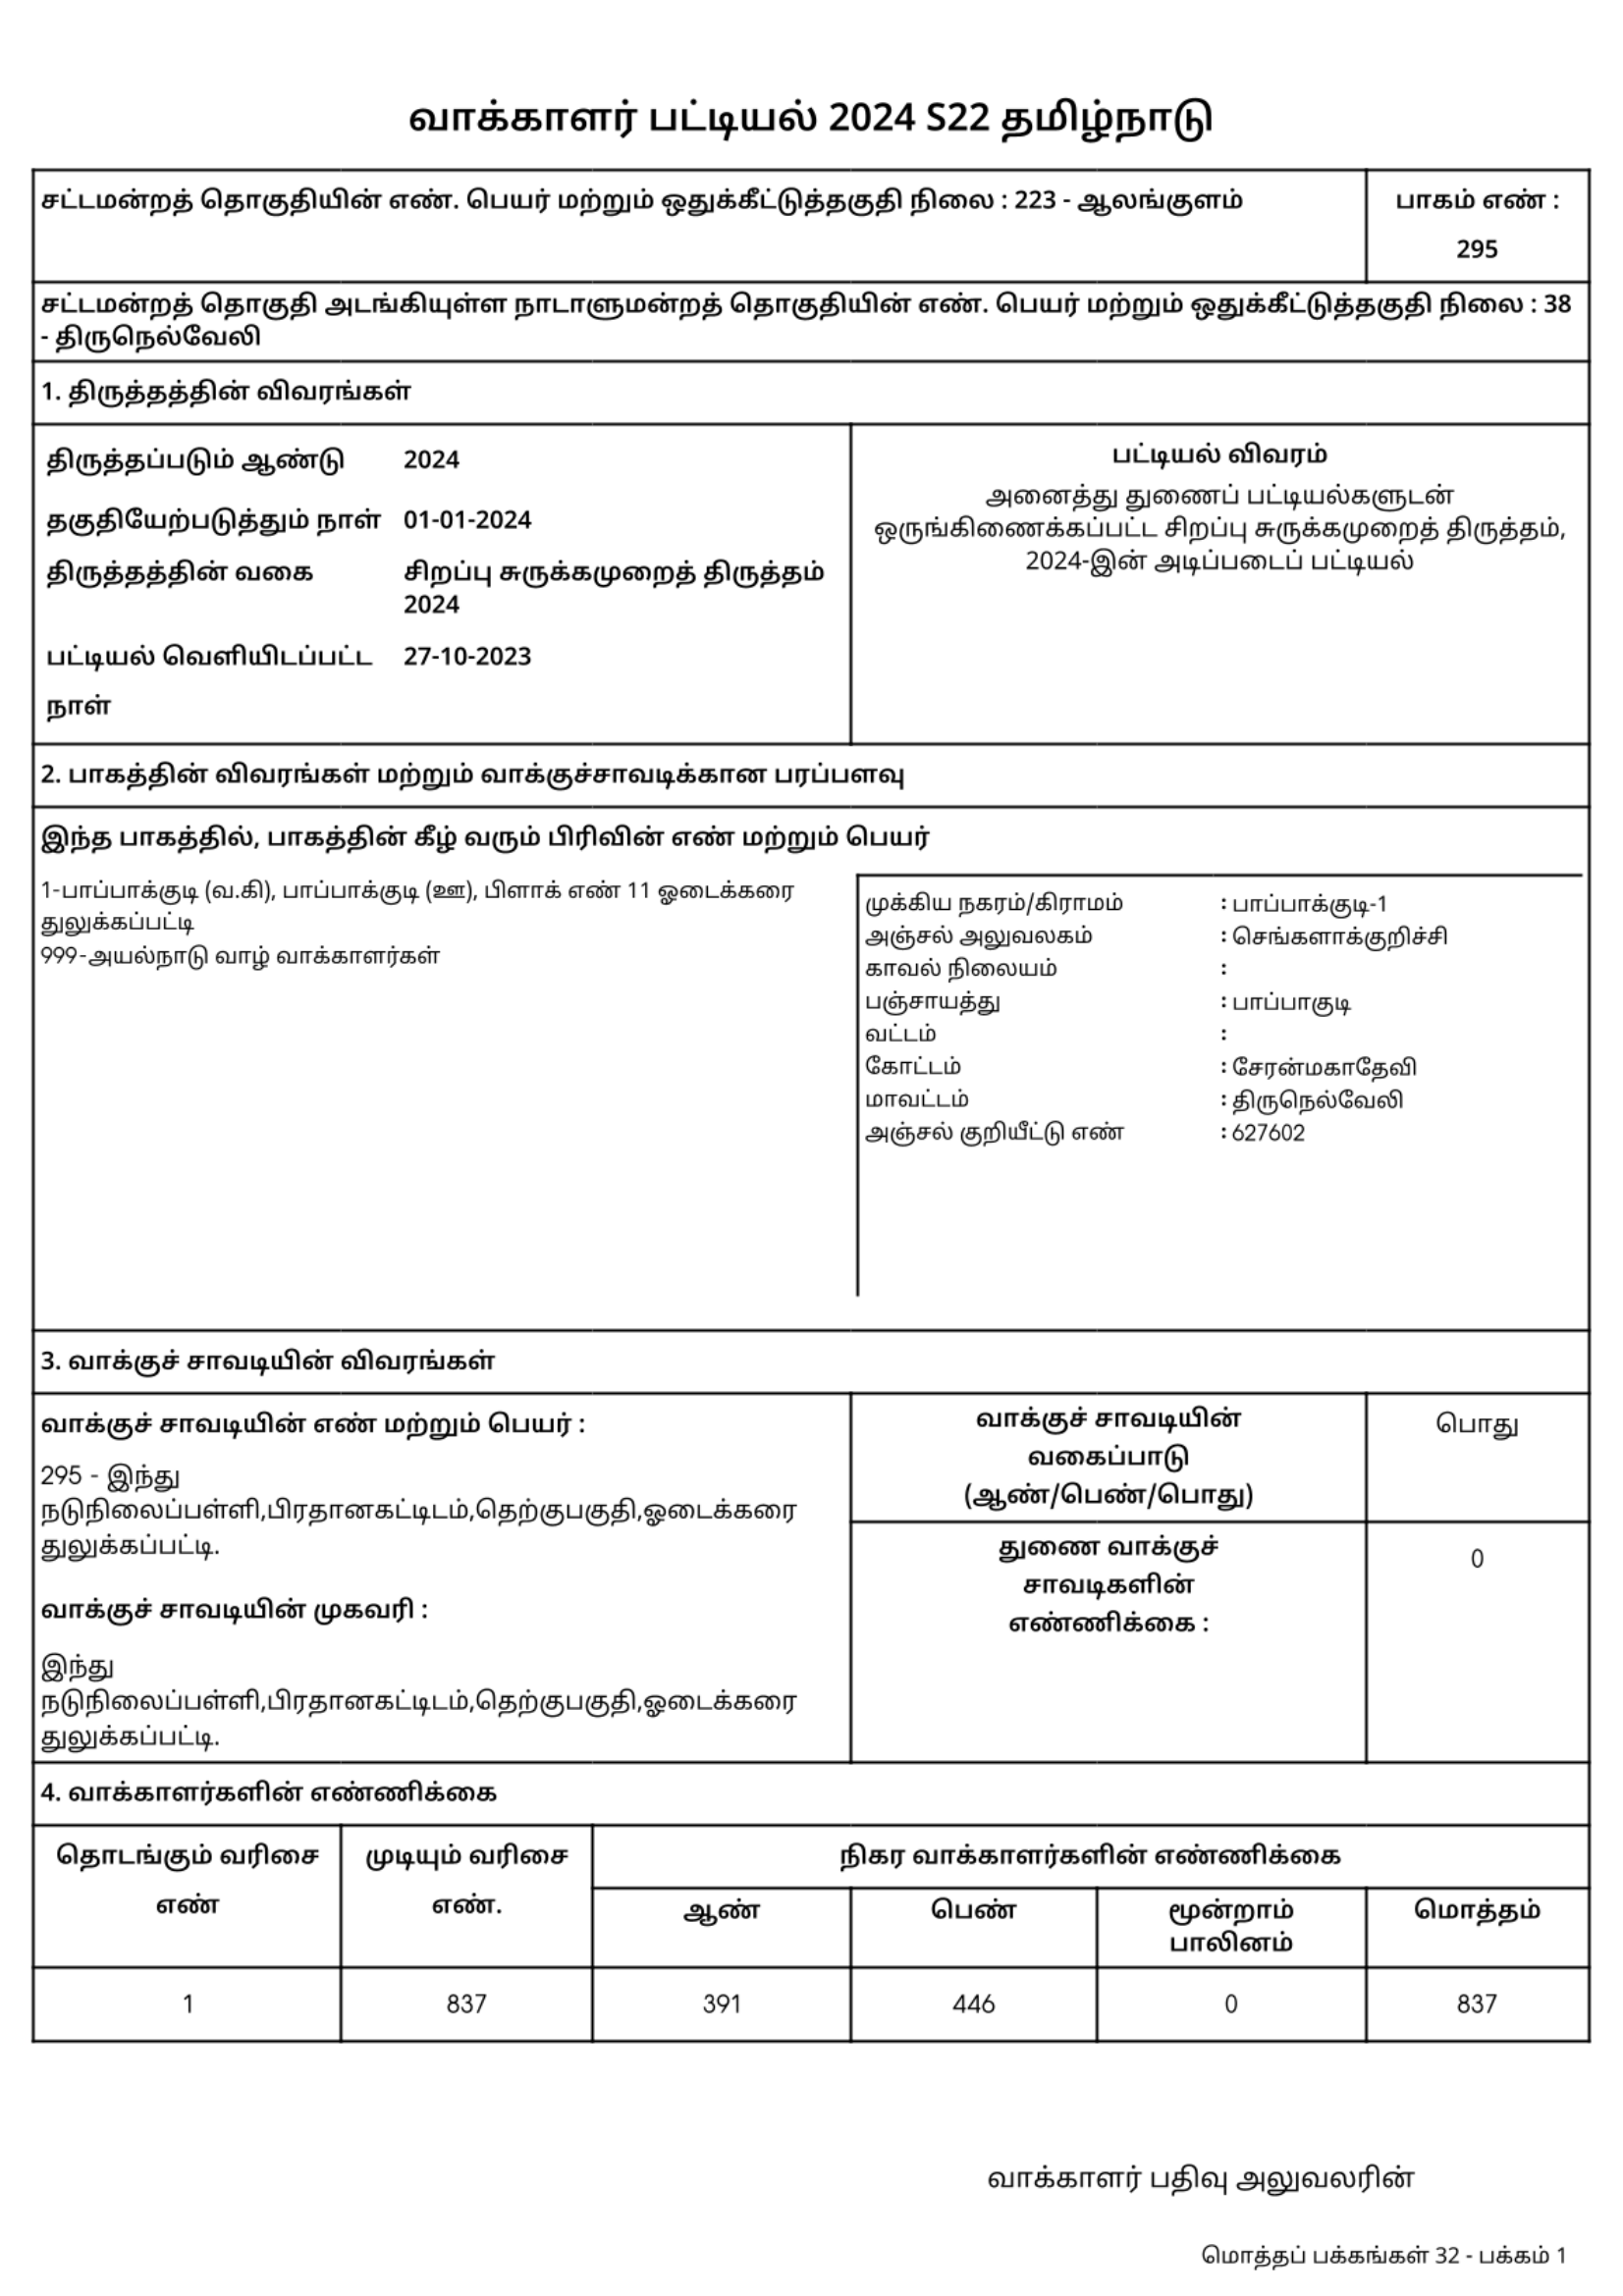 வாக்காளர் பட்டியல் 2024 S22 தமிழ்நாடு
சட்டமன்றத் தொகுதியின் எண். பெயர் மற்றும் ஒதுக்கீட்டுத்தகுதி நிலை : 223 - ஆலங்குளம்
பாகம் எண் :
295
சட்டமன்றத் தொகுதி அடங்கியுள்ள நாடாளுமன்றத் தொகுதியின் எண். பெயர் மற்றும் ஒதுக்கீட்டுத்தகுதி நிலை : 38
- திருநெல்வேலி
1. திருத்தத்தின் விவரங்கள்
திருத்தப்படும் ஆண்டு 2024
தகுதியேற்படுத்தும் நாள் 01-01-2024
திருத்தத்தின் வகை சிறப்பு சுருக்கமுறைத் திருத்தம்
2024
பட்டியல் வெளியிடப்பட்ட 27-10-2023
நாள்
பட்டியல் விவரம்
அனைத்து துணைப் பட்டியல்களுடன்
ஒருங்கிணைக்கப்பட்ட சிறப்பு சுருக்கமுறைத் திருத்தம்,
2024-இன் அடிப்படைப் பட்டியல்
2. பாகத்தின் விவரங்கள் மற்றும் வாக்குச்சாவடிக்கான பரப்பளவு
இந்த பாகத்தில், பாகத்தின் கீழ் வரும் பிரிவின் எண் மற்றும் பெயர்
1-பாப்பாக்குடி (வ.கி), பாப்பாக்குடி (ஊ), பிளாக் எண் 11 ஓடைக்கரை
துலுக்கப்பட்டி
999-அயல்நாடு வாழ் வாக்காளர்கள்
முக்கிய நகரம்/கிராமம் : பாப்பாக்குடி-1
அஞ்சல் அலுவலகம் : செங்களாக்குறிச்சி
காவல் நிலையம் :
பஞ்சாயத்து : பாப்பாகுடி
வட்டம் :
கோட்டம் : சேரன்மகாதேவி
மாவட்டம் : திருநெல்வேலி
அஞ்சல் குறியீட்டு எண் : 627602
3. வாக்குச் சாவடியின் விவரங்கள்
வாக்குச் சாவடியின் எண் மற்றும் பெயர் :
295 - இந்து
நடுநிலைப்பள்ளி,பிரதானகட்டிடம்,தெற்குபகுதி,ஓடைக்கரை
துலுக்கப்பட்டி.
வாக்குச் சாவடியின் முகவரி :
இந்து
நடுநிலைப்பள்ளி,பிரதானகட்டிடம்,தெற்குபகுதி,ஓடைக்கரை
துலுக்கப்பட்டி.
வாக்குச் சாவடியின்
வகைப்பாடு
(ஆண்/பெண்/பொது)
பொது
துணை வாக்குச்
சாவடிகளின்
எண்ணிக்கை :
0
4. வாக்காளர்களின் எண்ணிக்கை
தொடங்கும் வரிசை
எண்
முடியும் வரிசை
எண்.
நிகர வாக்காளர்களின் எண்ணிக்கை
ஆண்
பெண்
மூன்றாம்
பாலினம்
மொத்தம்
1 837 391 446 0 837
வாக்காளர் பதிவு அலுவலரின்
மொத்தப் பக்கங்கள் 32 - பக்கம் 1